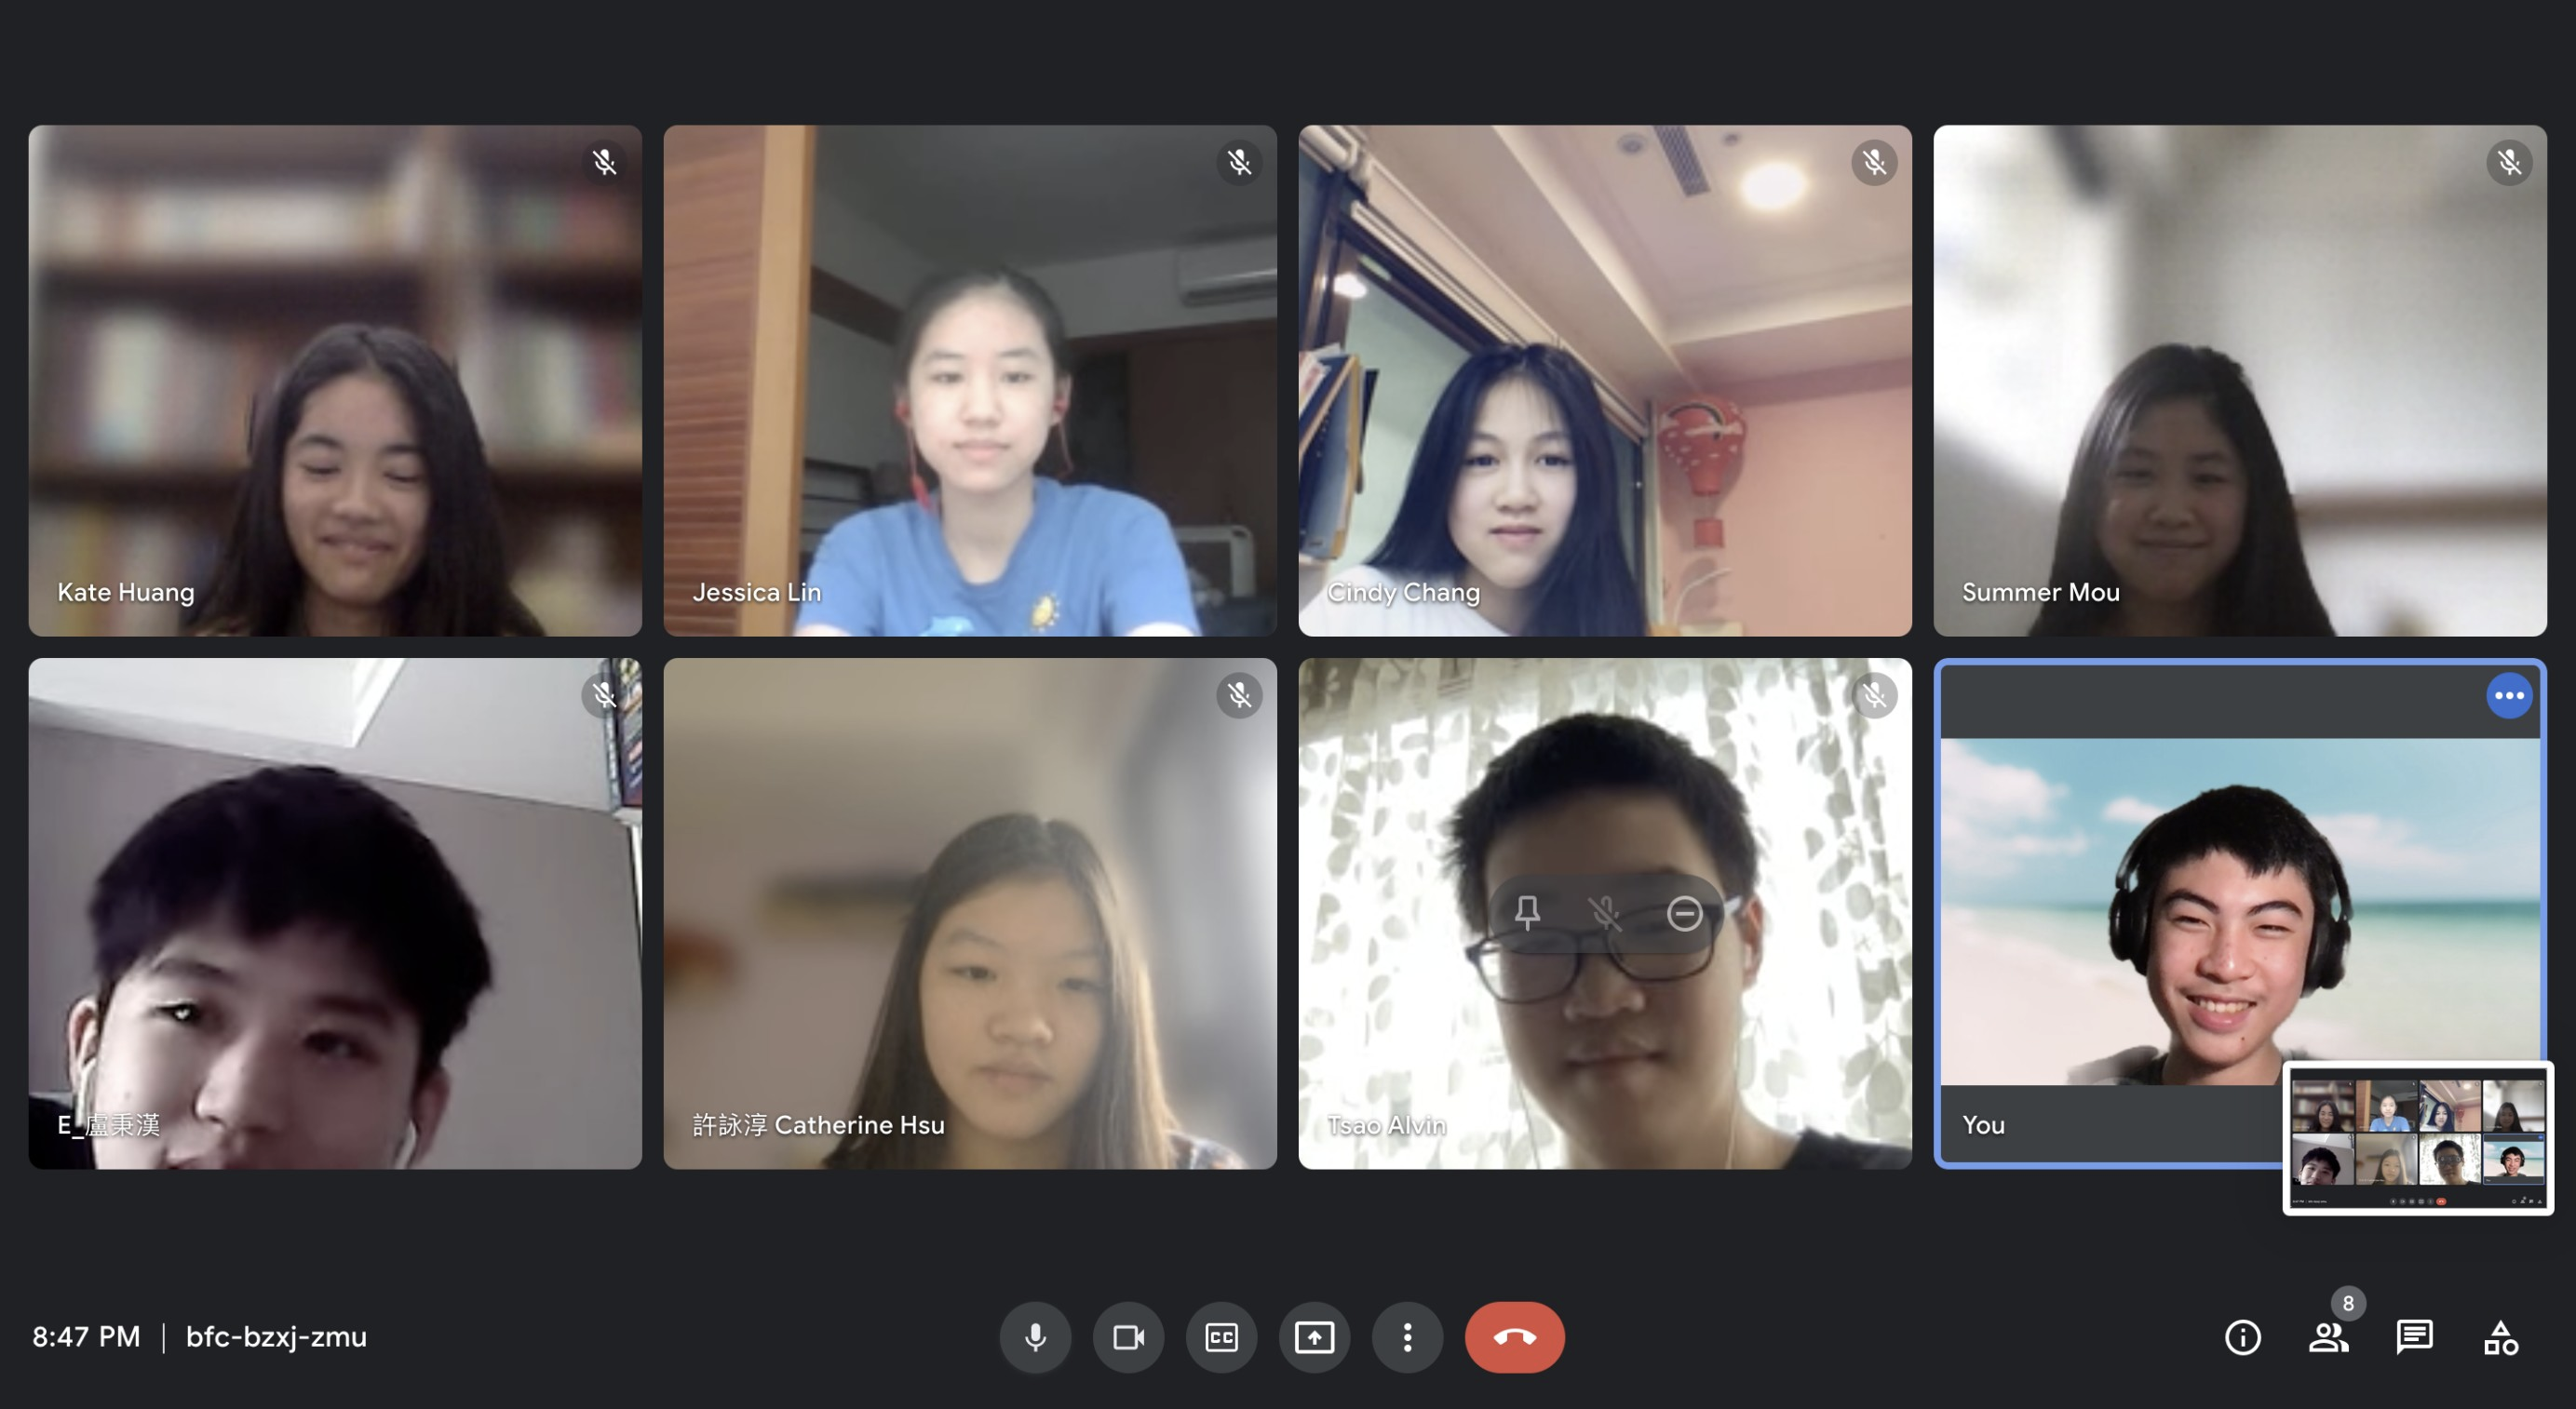 Kate Huang
Jessica Lin
Cindy Chang
Summer Mou
E_盧秉漢
許詠淳 Catherine Hsu
Tsao Alvin
You
8:47 PM | bfc-bzxj-zmu
CC
8